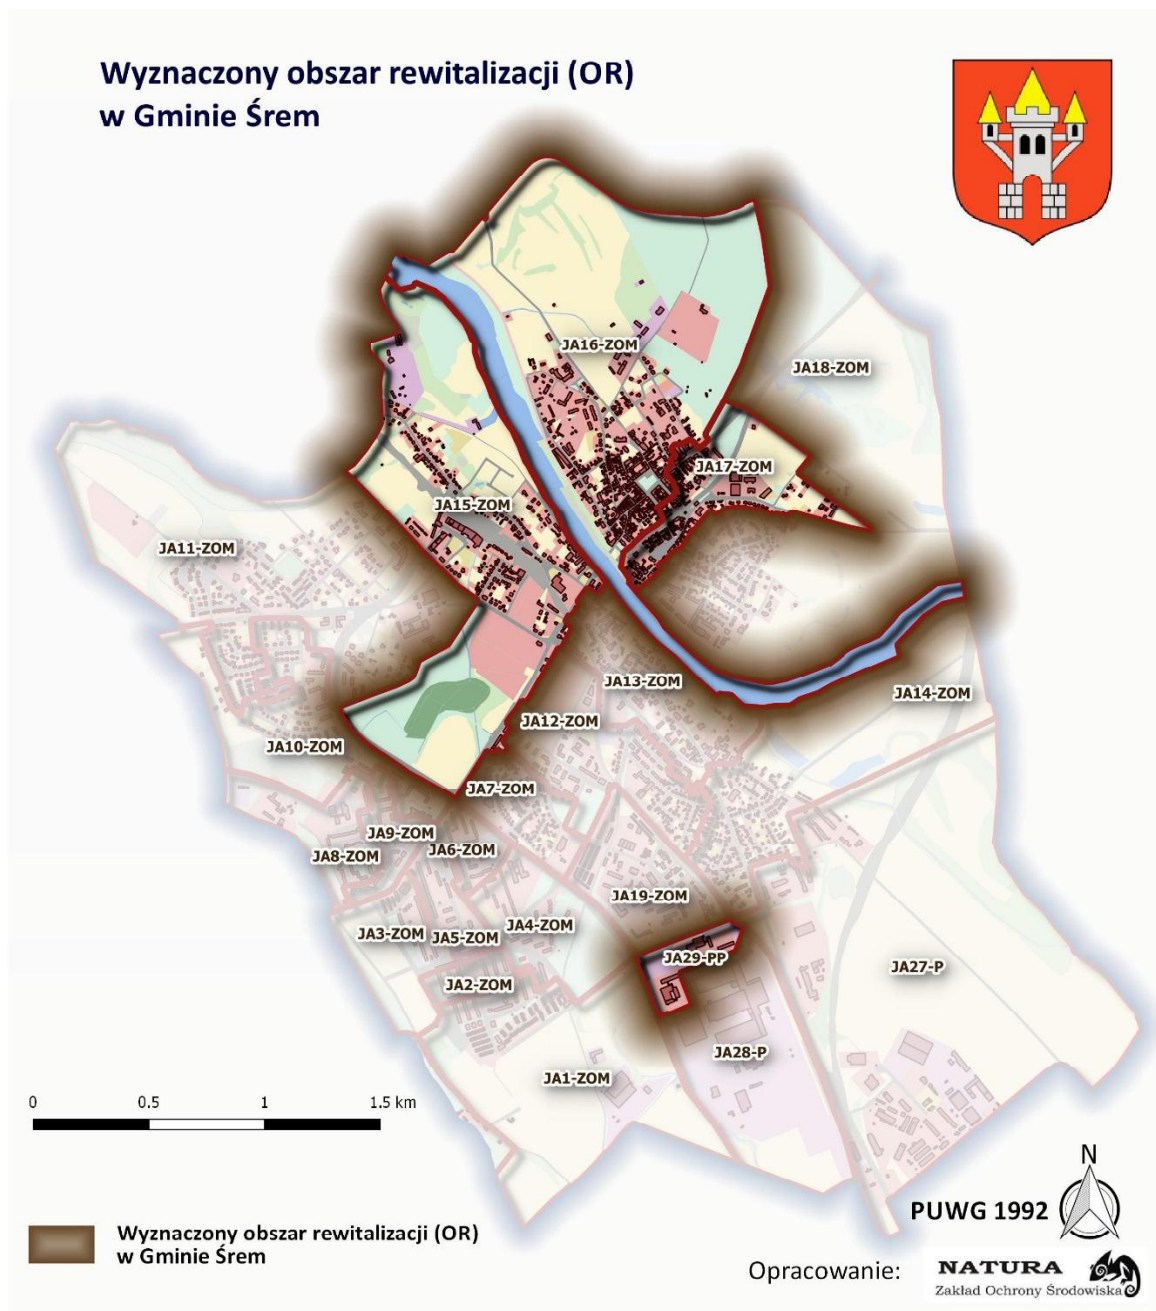 Wyznaczony obszar rewitalizacji (OR)
w Gminie Śrem
JA16-ZOM
JA18-ZOM
JA17-ZOM
JA15-ZOM
JA11-ZOM
JA13-ZOM
JA14-ZOM
JA12-ZOM
JA10-ZOM
JA7-ZOM
JA9-ZOM
JA8-ZOM
JA6-ZOM
JA19-ZOM
JA4-ZOM
JA3-ZOM
JA5-ZOM
JA29-PP
JA27-P
JA2-ZOM
JA28-P
JA1-ZOM
0 0.5 1 1.5 km
N
PUWG 1992
Wyznaczony obszar rewitalizacji (OR)
w Gminie Śrem
Opracowanie:
NATURA
Zakład Ochrony Środowiska